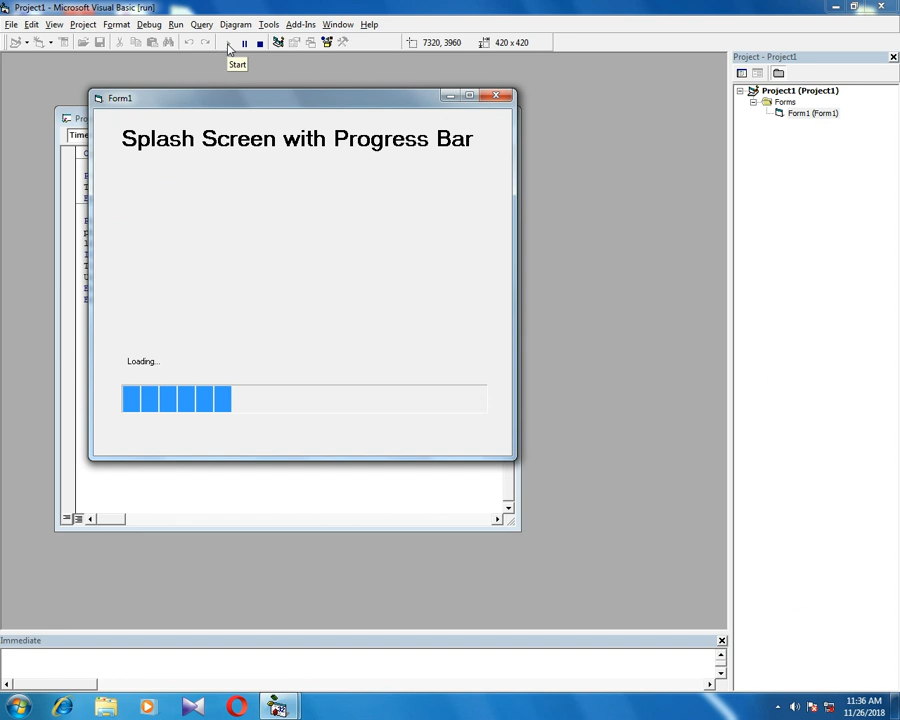 Project1 - Microsoft Visual Basic [run]
File Edit View Project Format Debug Run Query Diagram Tools Add-Ins Window Help
7320, 3960 420 x 420
Start
Project - Project1
Project1 (Project1)
Forms
Form1 (Form1)
Form1
Time
Splash Screen with Progress Bar
Loading...
Immediate
11:36 AM
11/26/2018